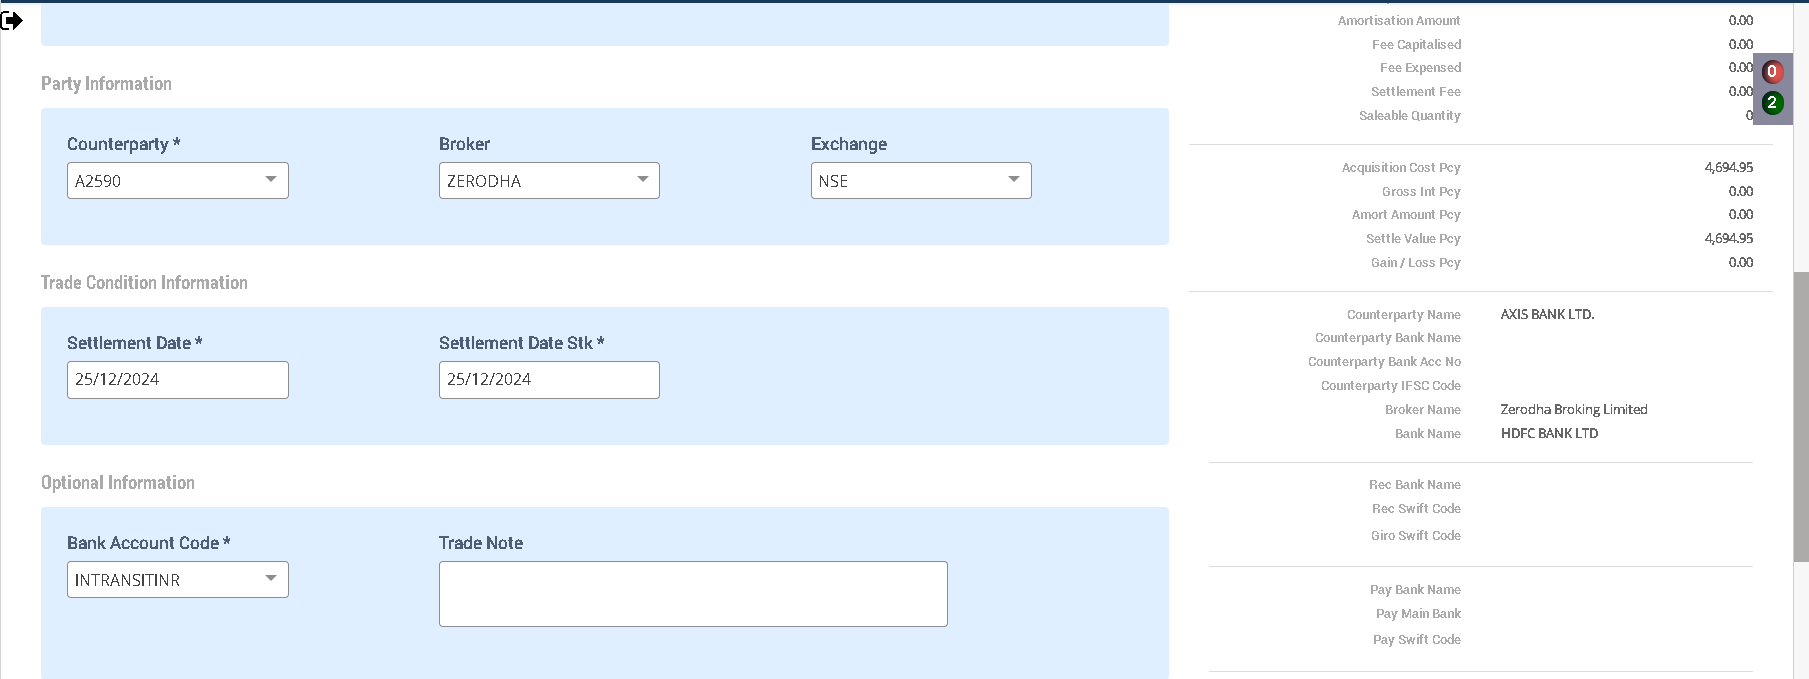 Party Information
Counterparty *
Broker
Exchange
A2590
ZERODHA
NSE
Trade Condition Information
Settlement Date *
Settlement Date Stk *
25/12/2024
25/12/2024
Optional Information
Bank Account Code *
Trade Note
INTRANSITINR
Amortisation Amount 0.00
Fee Capitalised 0.00
Fee Expensed 0.00
Settlement Fee 0.00
Saleable Quantity 0
0
2
Acquisition Cost Pcy 4,694.95
Gross Int Pcy 0.00
Amort Amount Pcy 0.00
Settle Value Pcy 4,694.95
Gain / Loss Pcy 0.00
Counterparty Name AXIS BANK LTD.
Counterparty Bank Name
Counterparty Bank Acc No
Counterparty IFSC Code
Broker Name Zerodha Broking Limited
Bank Name HDFC BANK LTD
Rec Bank Name
Rec Swift Code
Giro Swift Code
Pay Bank Name
Pay Main Bank
Pay Swift Code